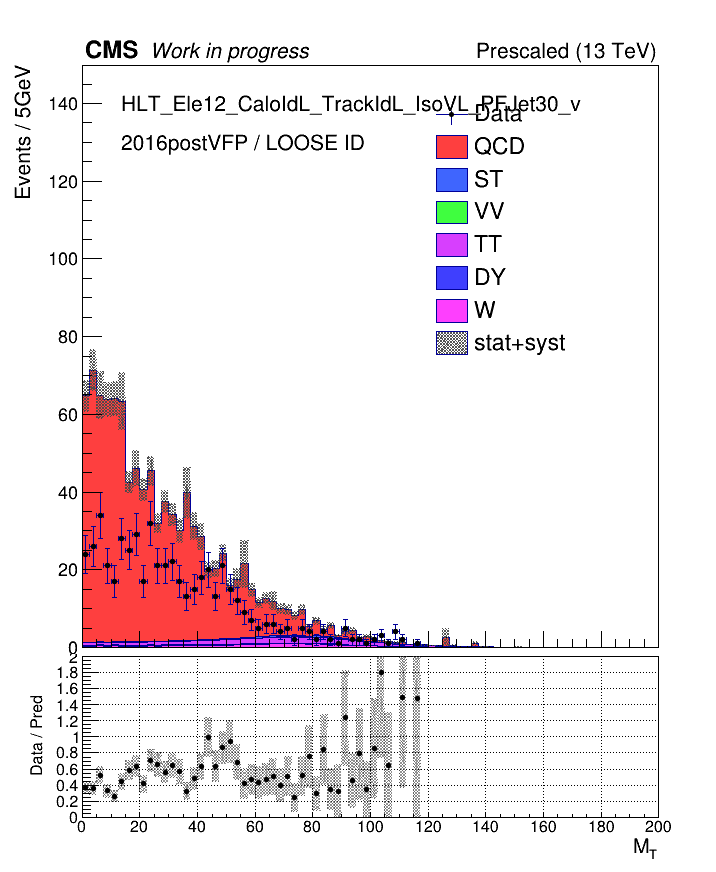 CMS Work in progress Prescaled (13 TeV)
Events / 5GeV
HLT_Ele12_CaloIdL_TrackIdL_IsoVL_PFJet30_v
2016postVFP / LOOSE ID
Data
QCD
ST
VV
TT
DY
W
stat+syst
140
120
100
80
60
40
20
0
Data / Pred
2
1.8
1.6
1.4
1.2
1
0.8
0.6
0.4
0.2
0
0 20 40 60 80 100 120 140 160 180 200
M_T